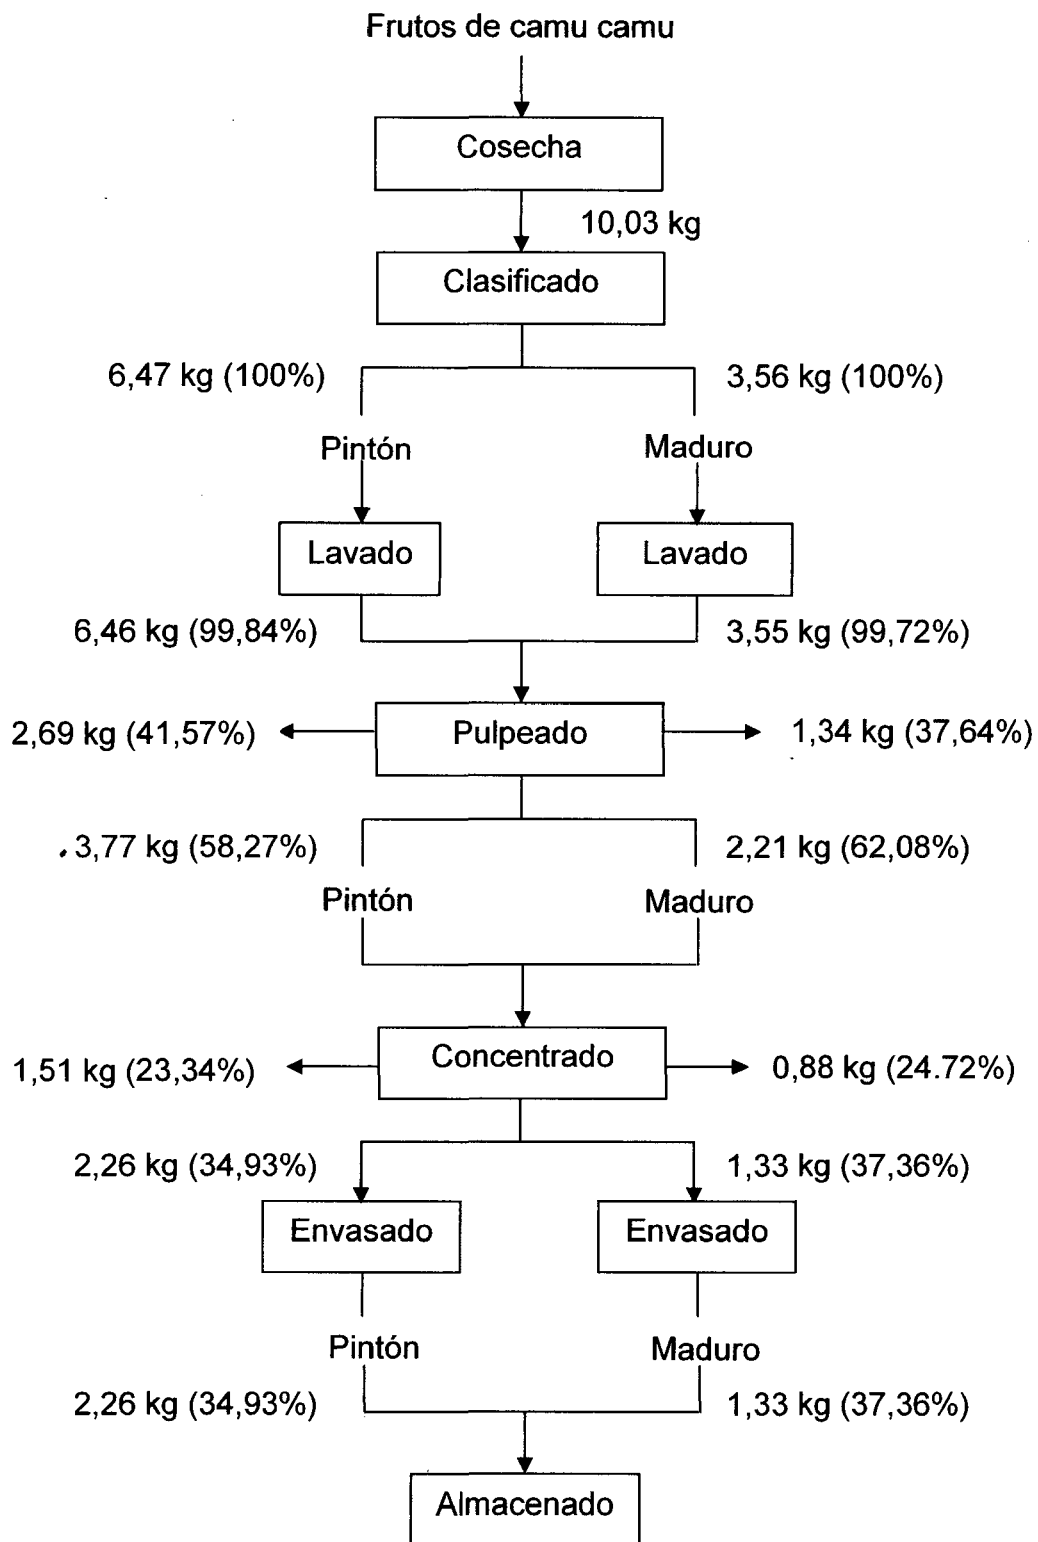 Frutos de camu camu
Cosecha
10,03 kg
Clasificado
6,47 kg (100%)
3,56 kg (100%)
Pintón
Maduro
Lavado
Lavado
6,46 kg (99,84%)
3,55 kg (99,72%)
2,69 kg (41,57%)
Pulpeado
1,34 kg (37,64%)
3,77 kg (58,27%)
2,21 kg (62,08%)
Pintón
Maduro
1,51 kg (23,34%)
Concentrado
0,88 kg (24.72%)
2,26 kg (34,93%)
1,33 kg (37,36%)
Envasado
Envasado
Pintón
Maduro
2,26 kg (34,93%)
1,33 kg (37,36%)
Almacenado